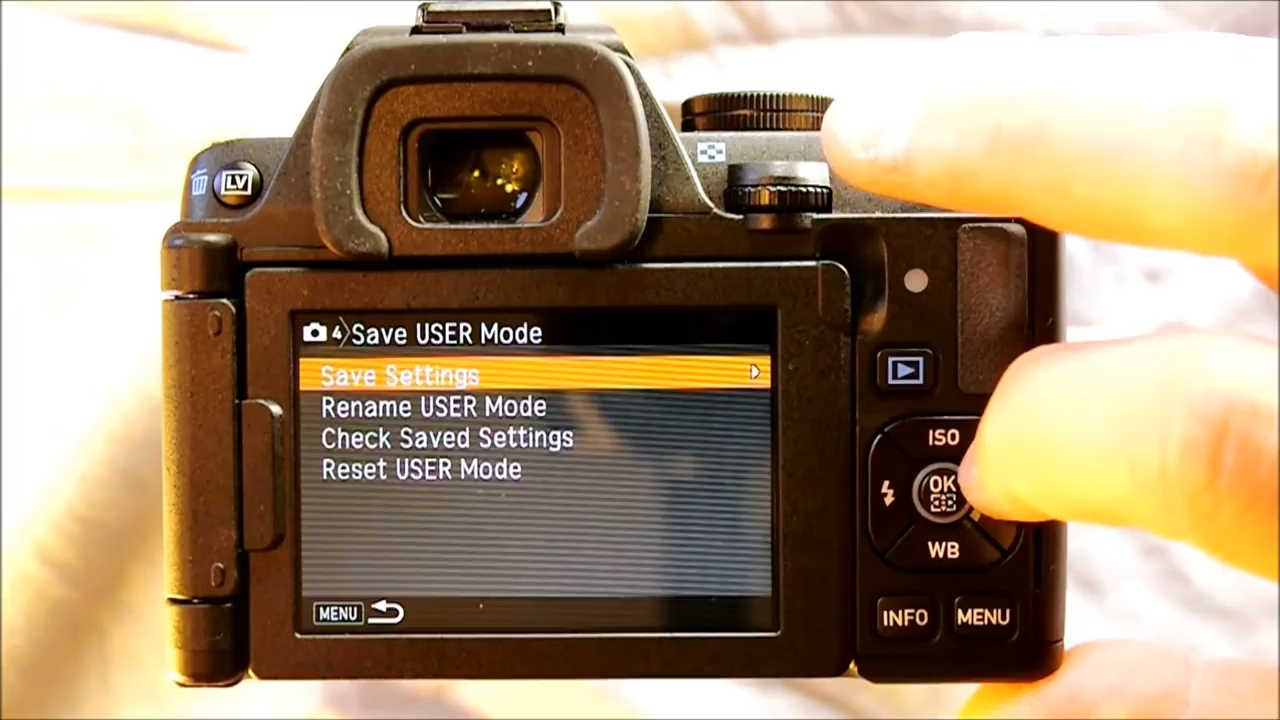 LV
4 Save USER Mode
Save Settings
Rename USER Mode
Check Saved Settings
Reset USER Mode
MENU
ISO
OK
WB
INFO MENU